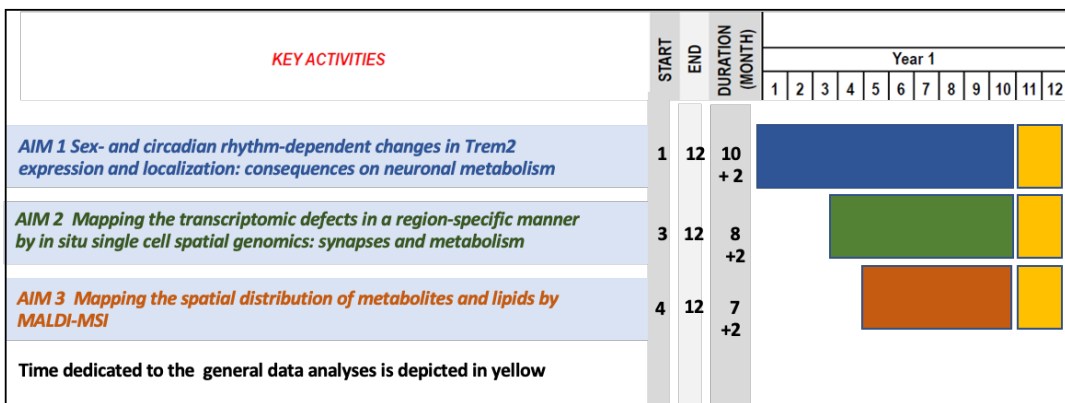 KEY ACTIVITIES
START
END
DURATION
(MONTH)
Year 1
1 2 3 4 5 6 7 8 9 10 11 12
AIM 1 Sex- and circadian rhythm-dependent changes in Trem2
expression and localization: consequences on neuronal metabolism
1 12 10
+ 2
AIM 2 Mapping the transcriptomic defects in a region-specific manner
by in situ single cell spatial genomics: synapses and metabolism
3 12 8
+2
AIM 3 Mapping the spatial distribution of metabolites and lipids by
MALDI-MSI
4 12 7
+2
Time dedicated to the general data analyses is depicted in yellow